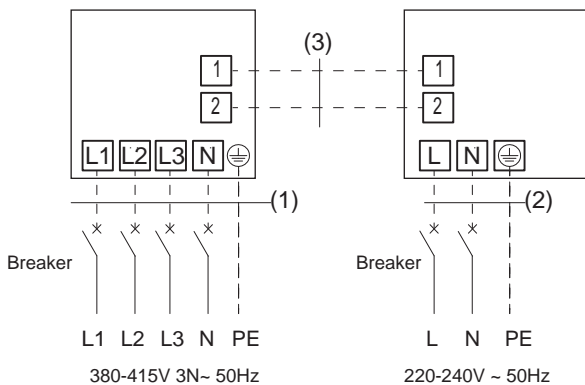 (3)
1 1
2 2
L1 L2 L3 N L N
(1) (2)
Breaker Breaker
L1 L2 L3 N PE L N PE
380-415V 3N~ 50Hz 220-240V ~ 50Hz